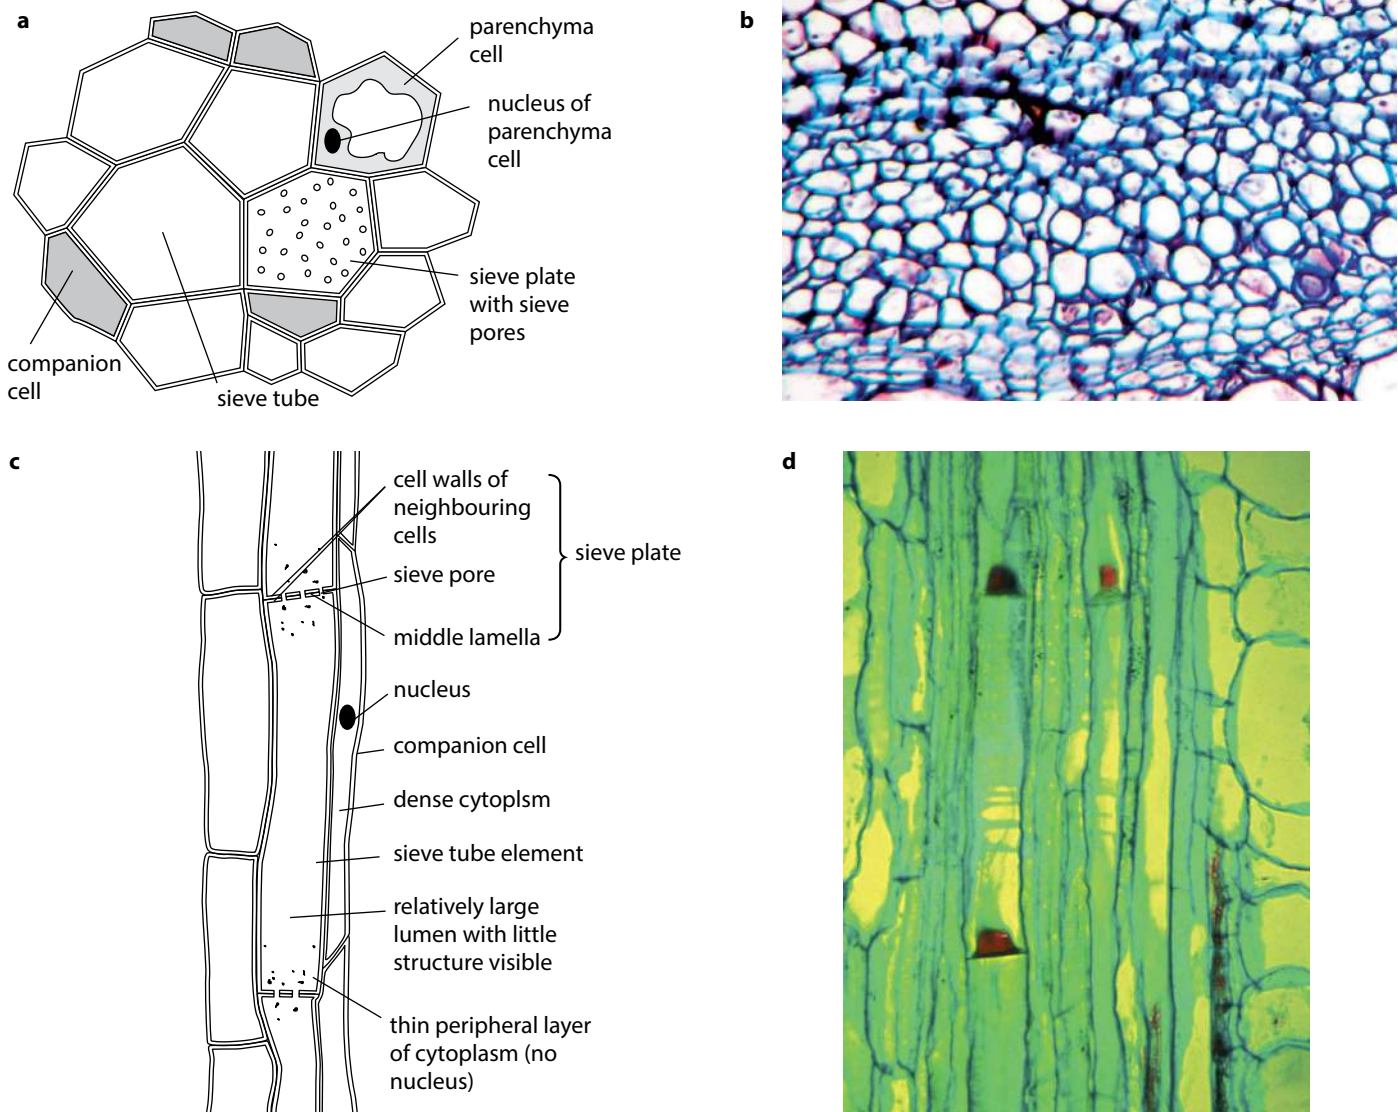 a
parenchyma
cell
nucleus of
parenchyma
cell
sieve plate
with sieve
pores
companion
cell
sieve tube
b
c
cell walls of
neighbouring
cells
sieve pore
middle lamella
sieve plate
nucleus
companion cell
dense cytoplsm
sieve tube element
relatively large
lumen with little
structure visible
thin peripheral layer
of cytoplasm (no
nucleus)
d